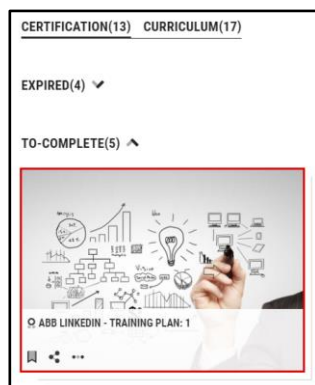 CERTIFICATION(13) CURRICULUM(17)
EXPIRED(4)
TO-COMPLETE(5)
ABB LINKEDIN - TRAINING PLAN: 1